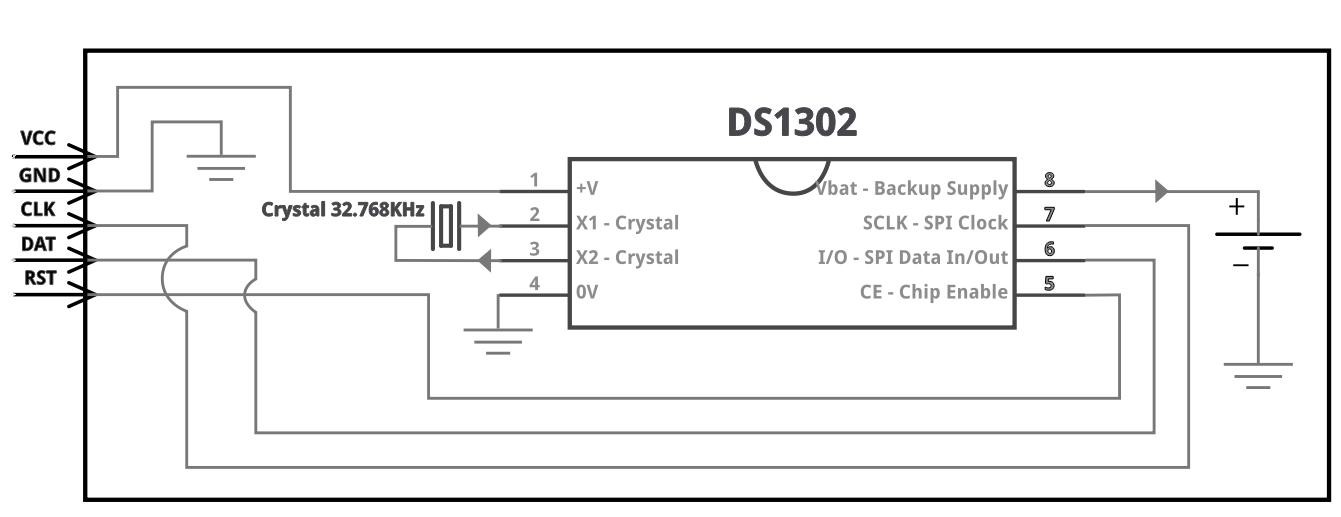 DS1302
VCC
GND
CLK
DAT
RST
Crystal 32.768KHz
1
2
3
4
+V
X1 - Crystal
X2 - Crystal
0V
Vbat - Backup Supply
SCLK - SPI Clock
I/O - SPI Data In/Out
CE - Chip Enable
8
7
6
5
+
−